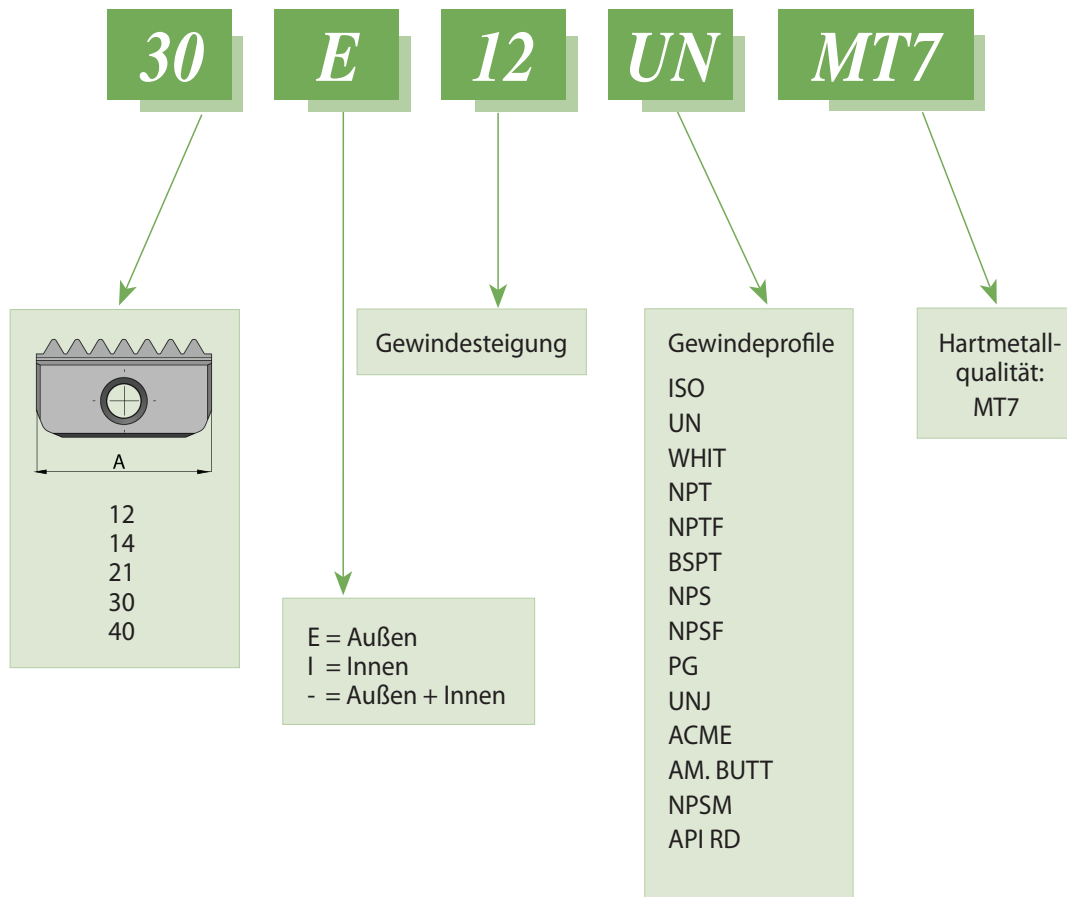 30 E 12 UN MT7
A
12
14
21
30
40
E = Außen
I = Innen
- = Außen + Innen
Gewindesteigung
Gewindeprofile
ISO
UN
WHIT
NPT
NPTF
BSPT
NPS
NPSF
PG
UNJ
ACME
AM. BUTT
NPSM
API RD
Hartmetall-
qualität:
MT7